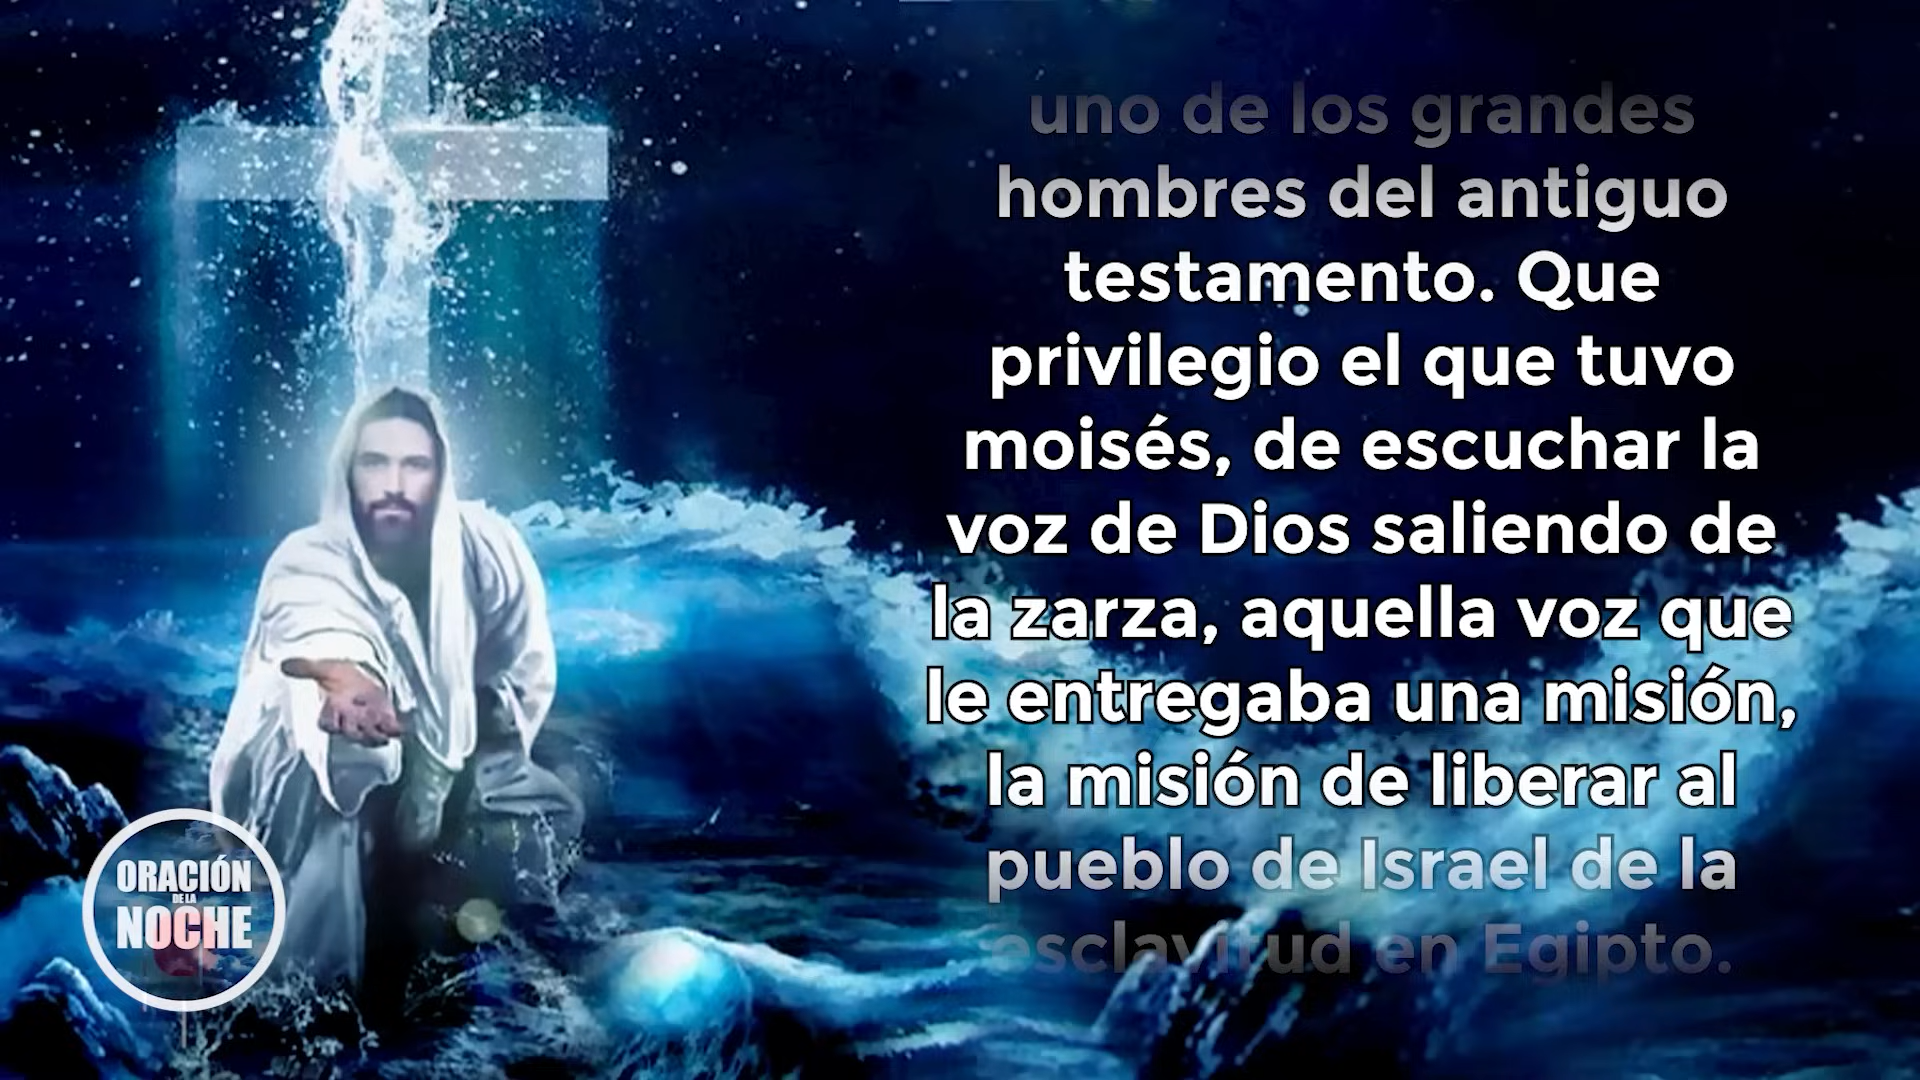 uno de los grandes
hombres del antiguo
testamento. Que
privilegio el que tuvo
moisés, de escuchar la
voz de Dios saliendo de
la zarza, aquella voz que
le entregaba una misión,
la misión de liberar al
pueblo de Israel de la
esclavitud en Egipto.
ORACIÓN
DE LA
NOCHE